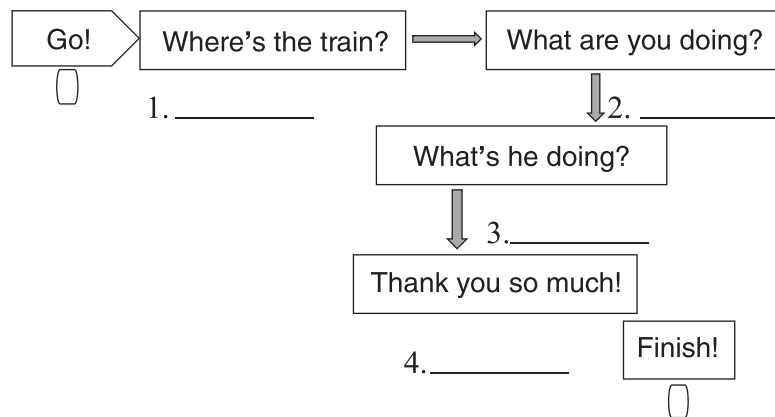 Go!
Where's the train?
What are you doing?
1.
2.
What's he doing?
3.
Thank you so much!
Finish!
4.